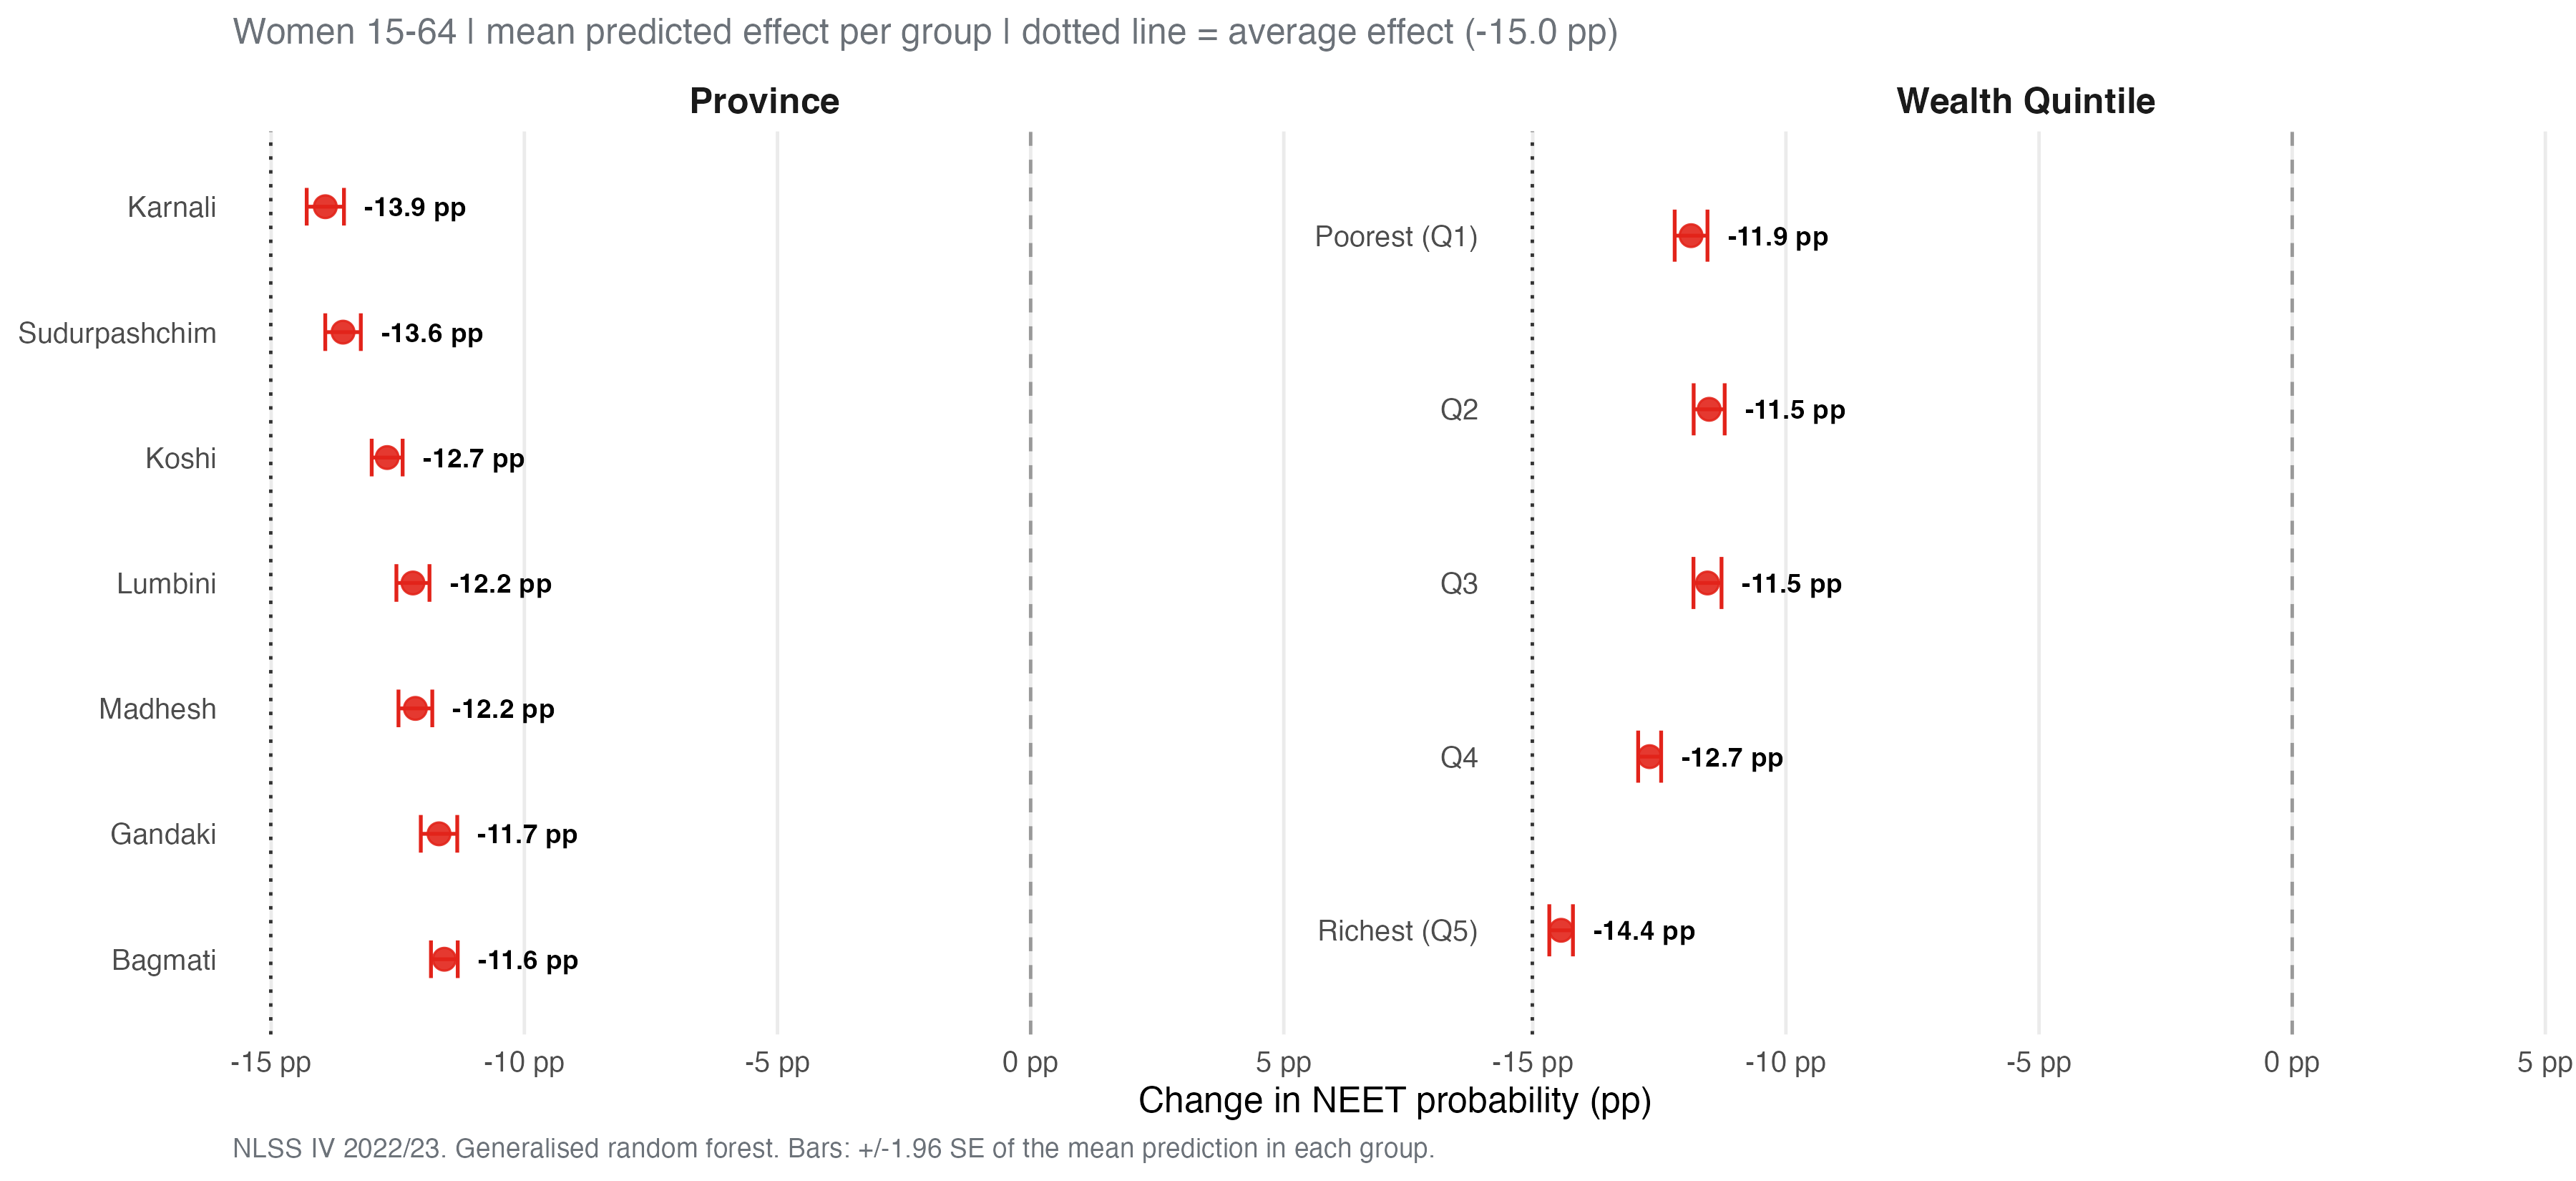 Women 15-64 | mean predicted effect per group | dotted line = average effect (-15.0 pp)
Province
Karnali
-13.9 pp
Sudurpashchim
-13.6 pp
Koshi
-12.7 pp
Lumbini
-12.2 pp
Madhesh
-12.2 pp
Gandaki
-11.7 pp
Bagmati
-11.6 pp
-15 pp
-10 pp
-5 pp
0 pp
5 pp
Wealth Quintile
Poorest (Q1)
-11.9 pp
Q2
-11.5 pp
Q3
-11.5 pp
Q4
-12.7 pp
Richest (Q5)
-14.4 pp
-15 pp
-10 pp
-5 pp
0 pp
5 pp
Change in NEET probability (pp)
NLSS IV 2022/23. Generalised random forest. Bars: +/-1.96 SE of the mean prediction in each group.